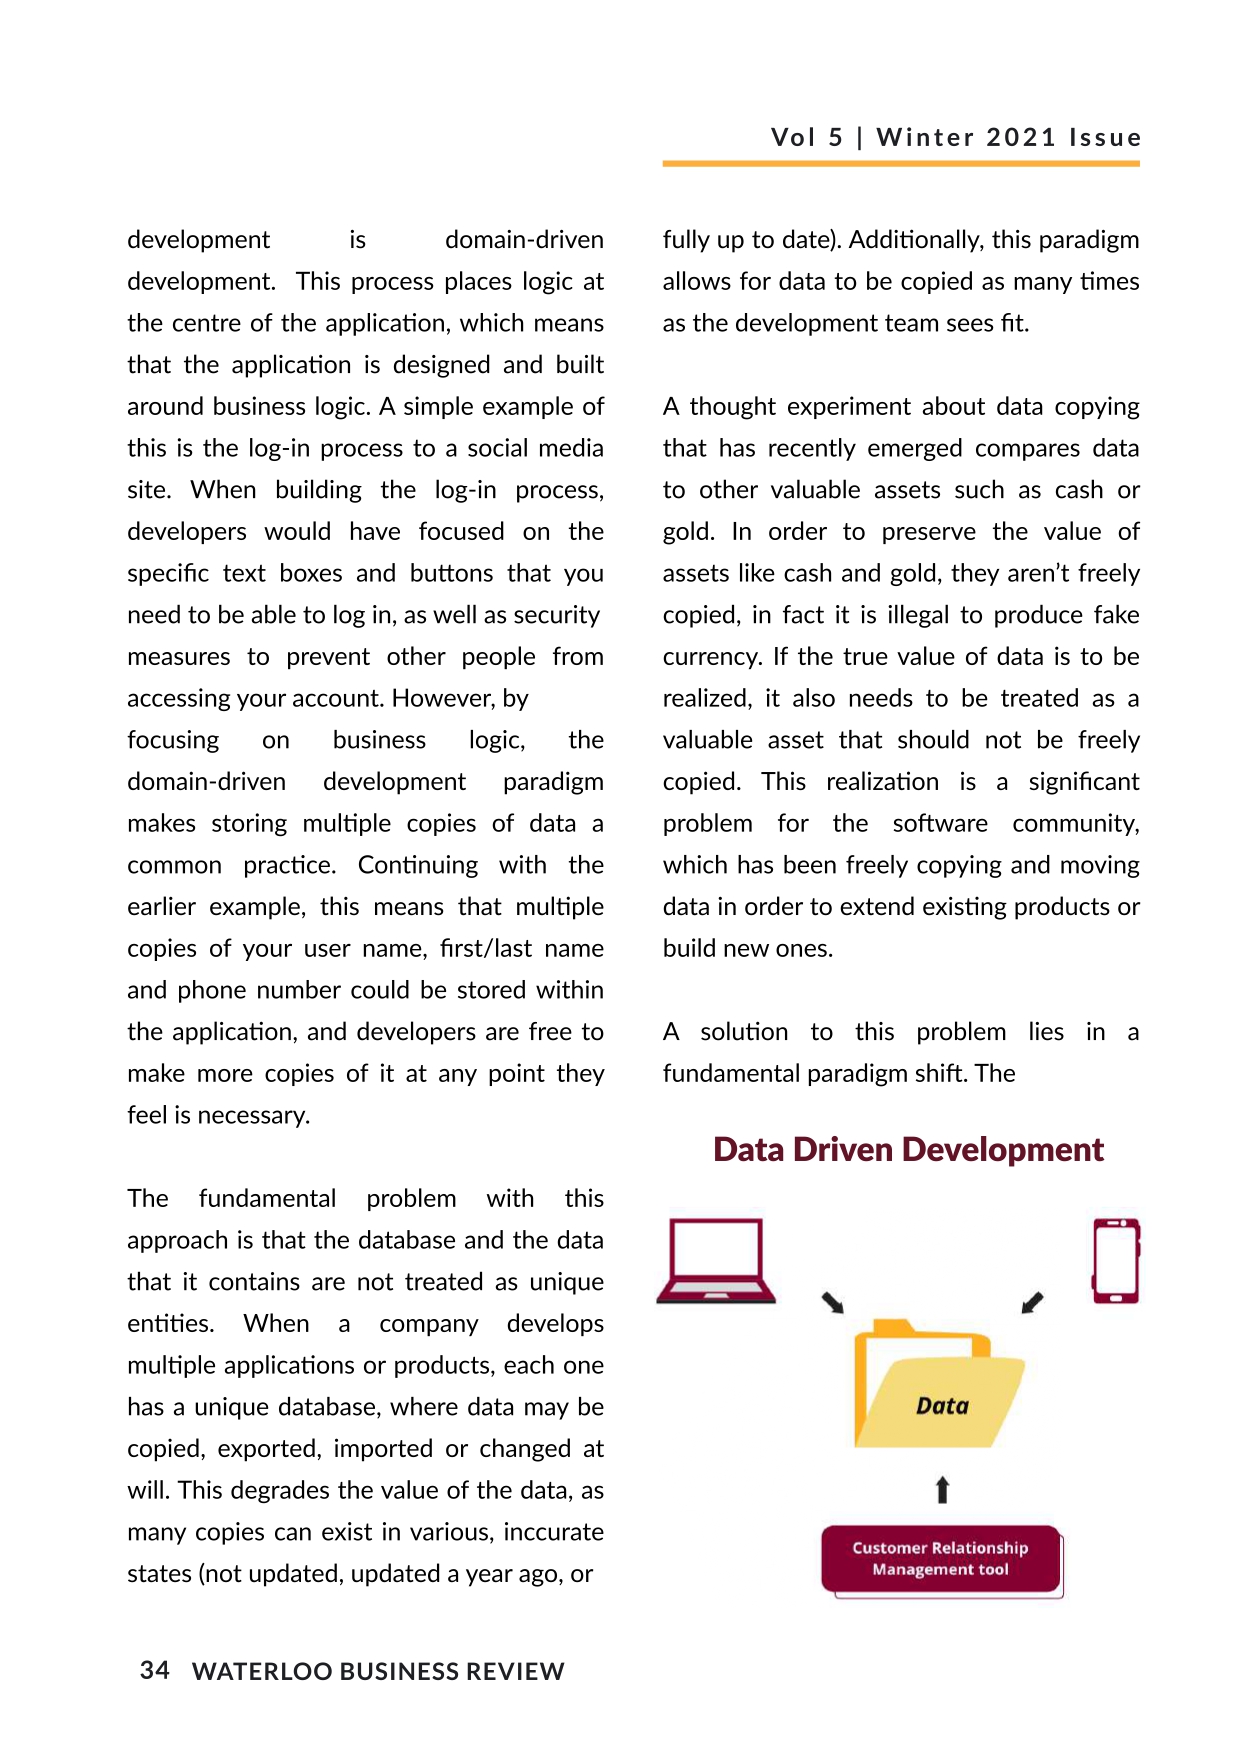 Vol 5 | Winter 2021 Issue
development is domain-driven
development. This process places logic at
the centre of the application, which means
that the application is designed and built
around business logic. A simple example of
this is the log-in process to a social media
site. When building the log-in process,
developers would have focused on the
specific text boxes and buttons that you
need to be able to log in, as well as security
measures to prevent other people from
accessing your account. However, by
focusing on business logic, the
domain-driven development paradigm
makes storing multiple copies of data a
common practice. Continuing with the
earlier example, this means that multiple
copies of your user name, first/last name
and phone number could be stored within
the application, and developers are free to
make more copies of it at any point they
feel is necessary.
The fundamental problem with this
approach is that the database and the data
that it contains are not treated as unique
entities. When a company develops
multiple applications or products, each one
has a unique database, where data may be
copied, exported, imported or changed at
will. This degrades the value of the data, as
many copies can exist in various, inccurate
states (not updated, updated a year ago, or
fully up to date). Additionally, this paradigm
allows for data to be copied as many times
as the development team sees fit.
A thought experiment about data copying
that has recently emerged compares data
to other valuable assets such as cash or
gold. In order to preserve the value of
assets like cash and gold, they aren’t freely
copied, in fact it is illegal to produce fake
currency. If the true value of data is to be
realized, it also needs to be treated as a
valuable asset that should not be freely
copied. This realization is a significant
problem for the software community,
which has been freely copying and moving
data in order to extend existing products or
build new ones.
A solution to this problem lies in a
fundamental paradigm shift. The
Data Driven Development
Data
Customer Relationship
Management tool
34 WATERLOO BUSINESS REVIEW